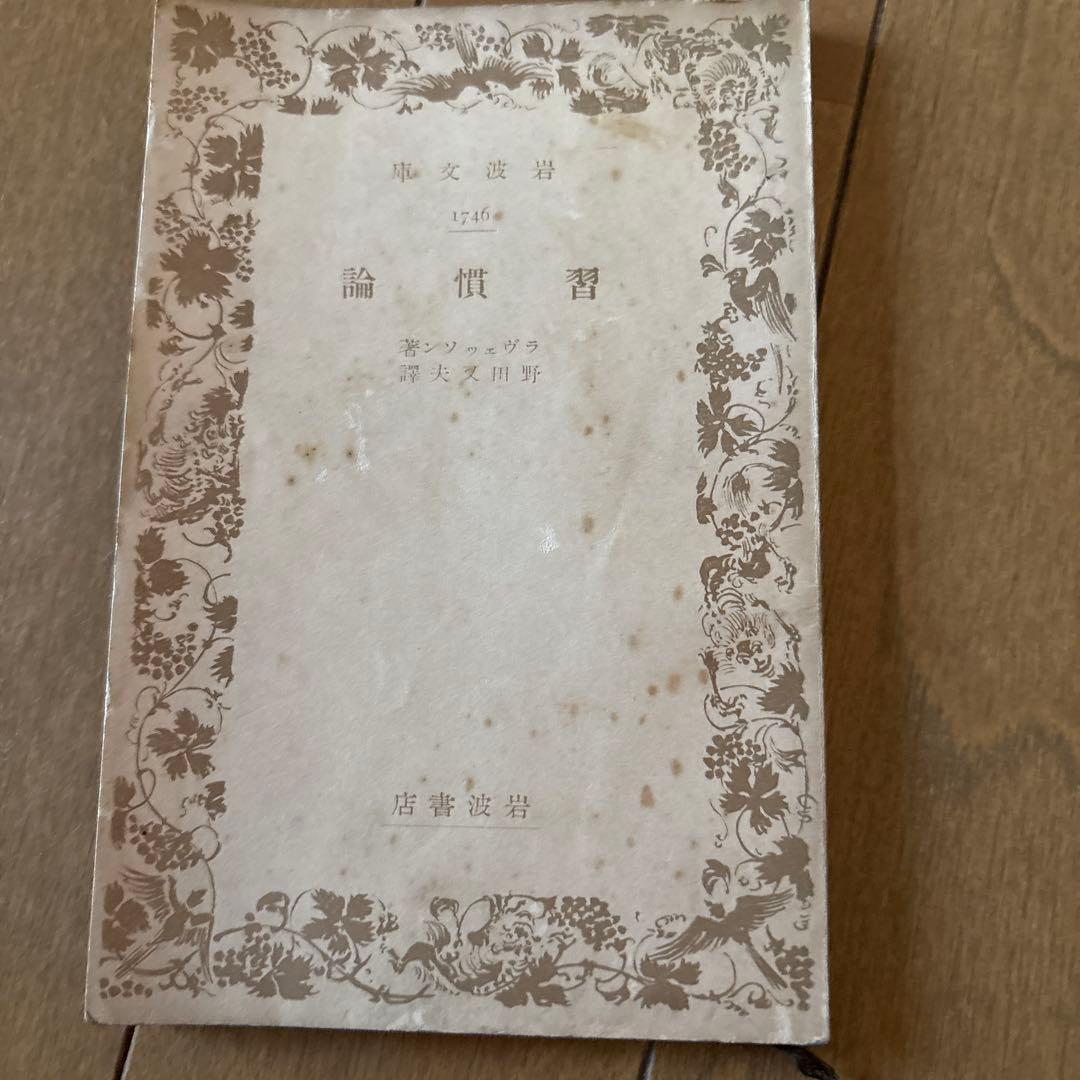 岩波文庫
1746
習慣論
ラヴェッソン著
野田又夫譯
岩波書店